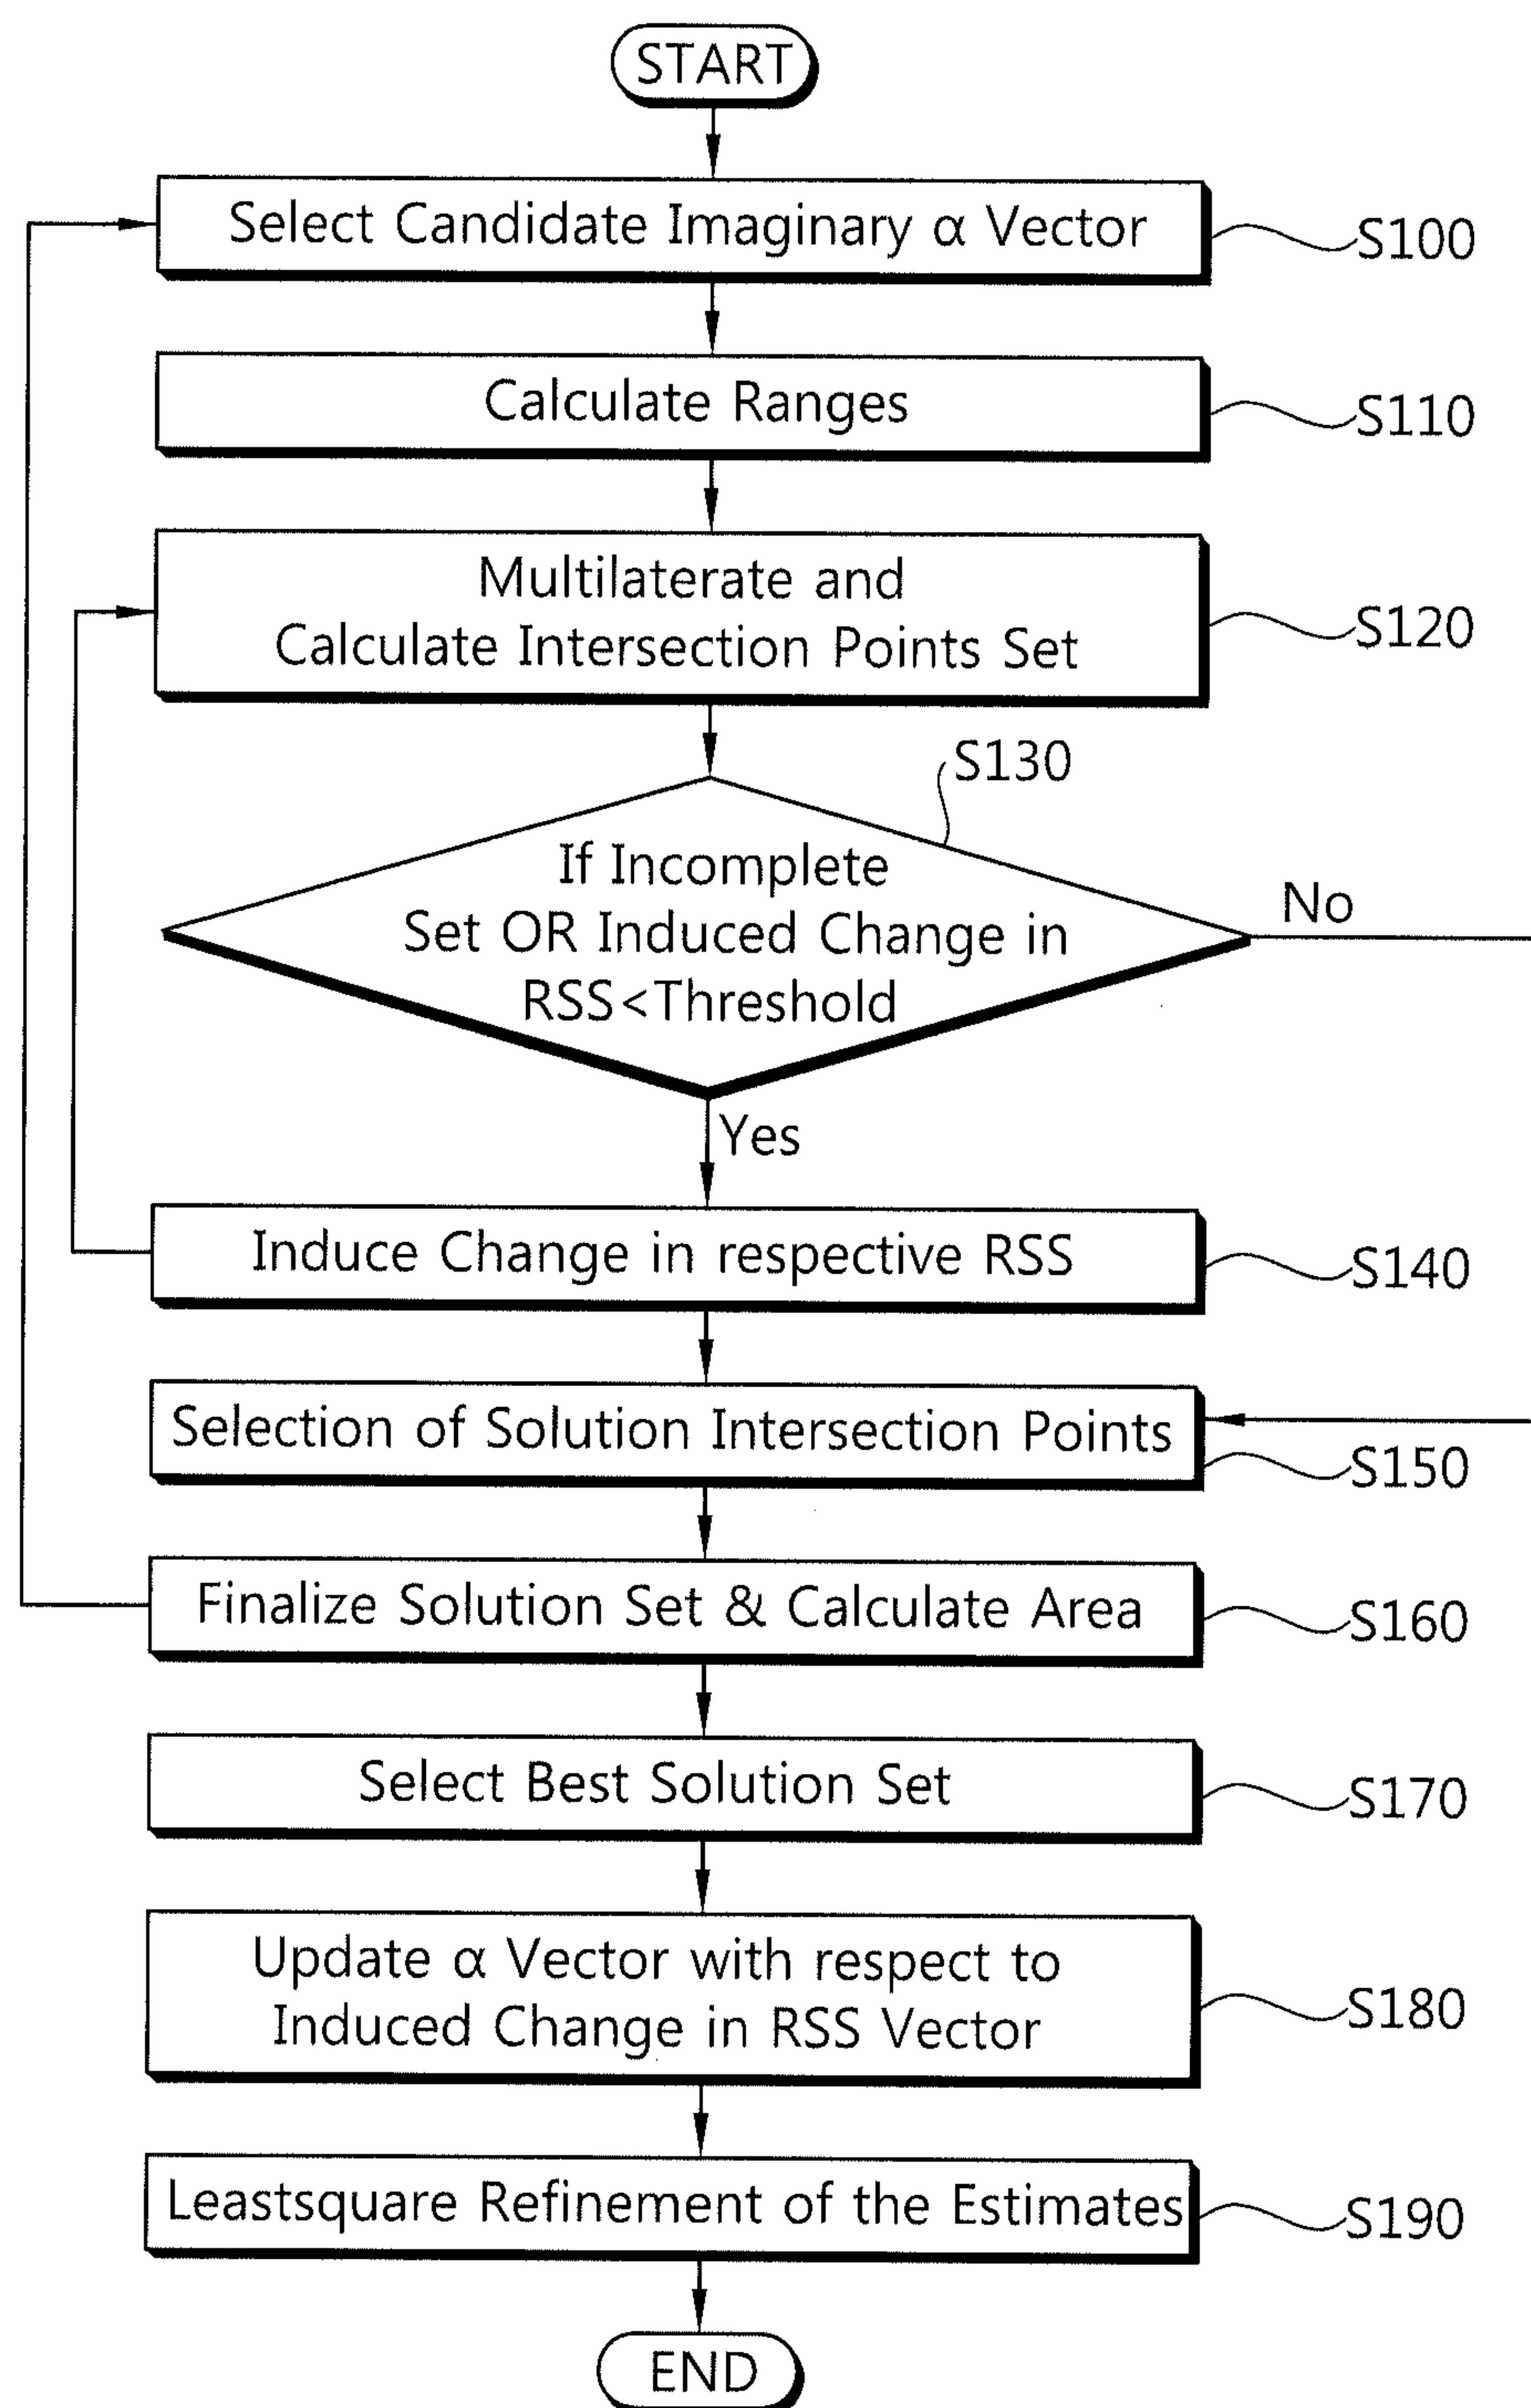 START
Select Candidate Imaginary α Vector
S100
Calculate Ranges
S110
Multilaterate and
Calculate Intersection Points Set
S120
S130
If Incomplete
Set OR Induced Change in
RSS<Threshold
No
Yes
Induce Change in respective RSS
S140
Selection of Solution Intersection Points
S150
Finalize Solution Set & Calculate Area
S160
Select Best Solution Set
S170
Update α Vector with respect to
Induced Change in RSS Vector
S180
Leastsquare Refinement of the Estimates
S190
END